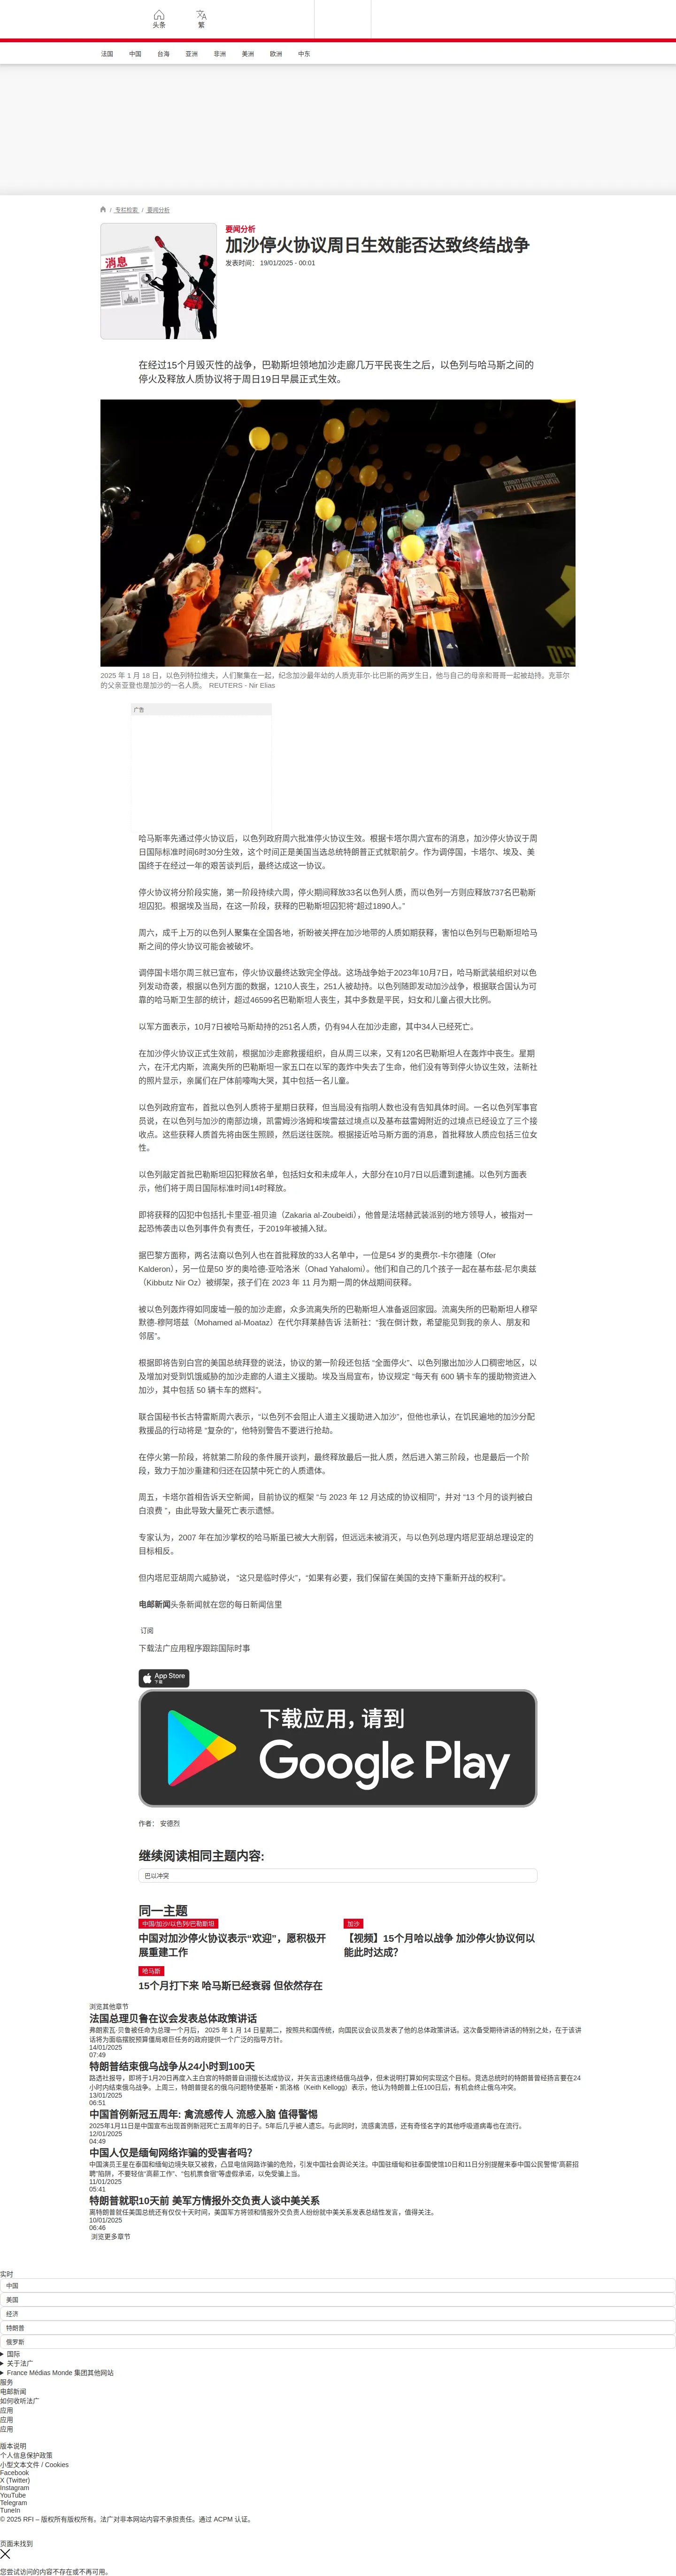 头条
繁
法国 中国 台海 亚洲 非洲 美洲 欧洲 中东
/ 专栏检索 / 要闻分析
消息
要闻分析
加沙停火协议周日生效能否达致终结战争
发表时间： 19/01/2025 - 00:01
在经过15个月毁灭性的战争，巴勒斯坦领地加沙走廊几万平民丧生之后，以色列与哈马斯之间的
停火及释放人质协议将于周日19日早晨正式生效。
2025 年 1 月 18 日，以色列特拉维夫，人们聚集在一起，纪念加沙最年幼的人质克菲尔-比巴斯的两岁生日，他与自己的母亲和哥哥一起被劫持。克菲尔
的父亲亚登也是加沙的一名人质。 REUTERS - Nir Elias
广告
哈马斯率先通过停火协议后，以色列政府周六批准停火协议生效。根据卡塔尔周六宣布的消息，加沙停火协议于周
日国际标准时间6时30分生效，这个时间正是美国当选总统特朗普正式就职前夕。作为调停国，卡塔尔、埃及、美
国终于在经过一年的艰苦谈判后，最终达成这一协议。
停火协议将分阶段实施，第一阶段持续六周，停火期间释放33名以色列人质，而以色列一方则应释放737名巴勒斯
坦囚犯。根据埃及当局，在这一阶段，获释的巴勒斯坦囚犯将“超过1890人。”
周六，成千上万的以色列人聚集在全国各地，祈盼被关押在加沙地带的人质如期获释，害怕以色列与巴勒斯坦哈马
斯之间的停火协议可能会被破坏。
调停国卡塔尔周三就已宣布，停火协议最终达致完全停战。这场战争始于2023年10月7日，哈马斯武装组织对以色
列发动奇袭，根据以色列方面的数据，1210人丧生，251人被劫持。以色列随即发动加沙战争，根据联合国认为可
靠的哈马斯卫生部的统计，超过46599名巴勒斯坦人丧生，其中多数是平民，妇女和儿童占很大比例。
以军方面表示，10月7日被哈马斯劫持的251名人质，仍有94人在加沙走廊，其中34人已经死亡。
在加沙停火协议正式生效前，根据加沙走廊救援组织，自从周三以来，又有120名巴勒斯坦人在轰炸中丧生。星期
六，在汗尤内斯，流离失所的巴勒斯坦一家五口在以军的轰炸中失去了生命，他们没有等到停火协议生效，法新社
的照片显示，亲属们在尸体前嚎啕大哭，其中包括一名儿童。
以色列政府宣布，首批以色列人质将于星期日获释，但当局没有指明人数也没有告知具体时间。一名以色列军事官
员说，在以色列与加沙的南部边境，凯雷姆沙洛姆和埃雷兹过境点以及基布兹雷姆附近的过境点已经设立了三个接
收点。这些获释人质首先将由医生照顾，然后送往医院。根据接近哈马斯方面的消息，首批释放人质应包括三位女
性。
以色列敲定首批巴勒斯坦囚犯释放名单，包括妇女和未成年人，大部分在10月7日以后遭到逮捕。以色列方面表
示，他们将于周日国际标准时间14时释放。
即将获释的囚犯中包括扎卡里亚-祖贝迪（Zakaria al-Zoubeidi），他曾是法塔赫武装派别的地方领导人，被指对一
起恐怖袭击以色列事件负有责任，于2019年被捕入狱。
据巴黎方面称，两名法裔以色列人也在首批释放的33人名单中，一位是54 岁的奥费尔-卡尔德隆（Ofer
Kalderon），另一位是50 岁的奥哈德-亚哈洛米（Ohad Yahalomi）。他们和自己的几个孩子一起在基布兹-尼尔奥兹
（Kibbutz Nir Oz）被绑架，孩子们在 2023 年 11 月为期一周的休战期间获释。
被以色列轰炸得如同废墟一般的加沙走廊，众多流离失所的巴勒斯坦人准备返回家园。流离失所的巴勒斯坦人穆罕
默德-穆阿塔兹（Mohamed al-Moataz）在代尔拜莱赫告诉 法新社：“我在倒计数，希望能见到我的亲人、朋友和
邻居”。
根据即将告别白宫的美国总统拜登的说法，协议的第一阶段还包括 “全面停火”、以色列撤出加沙人口稠密地区，以
及增加对受到饥饿威胁的加沙走廊的人道主义援助。埃及当局宣布，协议规定 “每天有 600 辆卡车的援助物资进入
加沙，其中包括 50 辆卡车的燃料”。
联合国秘书长古特雷斯周六表示，“以色列不会阻止人道主义援助进入加沙”，但他也承认，在饥民遍地的加沙分配
救援品的行动将是 “复杂的”，他特别警告不要进行抢劫。
在停火第一阶段，将就第二阶段的条件展开谈判，最终释放最后一批人质，然后进入第三阶段，也是最后一个阶
段，致力于加沙重建和归还在囚禁中死亡的人质遗体。
周五，卡塔尔首相告诉天空新闻，目前协议的框架 “与 2023 年 12 月达成的协议相同”，并对 “13 个月的谈判被白
白浪费 ”，由此导致大量死亡表示遗憾。
专家认为，2007 年在加沙掌权的哈马斯虽已被大大削弱，但远远未被消灭，与以色列总理内塔尼亚胡总理设定的
目标相反。
但内塔尼亚胡周六威胁说， “这只是临时停火”，“如果有必要，我们保留在美国的支持下重新开战的权利”。
电邮新闻头条新闻就在您的每日新闻信里
订阅
下载法广应用程序跟踪国际时事
App Store
下载
下载应用，请到
Google Play
作者： 安德烈
继续阅读相同主题内容:
巴以冲突
同一主题
中国/加沙/以色列/巴勒斯坦
中国对加沙停火协议表示“欢迎”，愿积极开
展重建工作
加沙
【视频】15个月哈以战争 加沙停火协议何以
能此时达成？
哈马斯
15个月打下来 哈马斯已经衰弱 但依然存在
浏览其他章节
法国总理贝鲁在议会发表总体政策讲话
弗朗索瓦·贝鲁被任命为总理一个月后， 2025 年 1 月 14 日星期二，按照共和国传统，向国民议会议员发表了他的总体政策讲话。这次备受期待讲话的特别之处，在于该讲
话将为面临摆脱预算僵局艰巨任务的政府提供一个广泛的指导方针。
14/01/2025
07:49
特朗普结束俄乌战争从24小时到100天
路透社报导，即将于1月20日再度入主白宫的特朗普自诩擅长达成协议，并矢言迅速终结俄乌战争，但未说明打算如何实现这个目标。竞选总统时的特朗普曾经扬言要在24
小时内结束俄乌战争。上周三，特朗普提名的俄乌问题特使基斯・凯洛格（Keith Kellogg）表示，他认为特朗普上任100日后，有机会终止俄乌冲突。
13/01/2025
06:51
中国首例新冠五周年: 禽流感传人 流感入脑 值得警惕
2025年1月11日是中国宣布出现首例新冠死亡五周年的日子。5年后几乎被人遗忘。与此同时，流感禽流感，还有奇怪名字的其他呼吸道病毒也在流行。
12/01/2025
04:49
中国人仅是缅甸网络诈骗的受害者吗？
中国演员王星在泰国和缅甸边境失联又被救，凸显电信网路诈骗的危险，引发中国社会舆论关注。中国驻缅甸和驻泰国使馆10日和11日分别提醒来泰中国公民警惕“高薪招
聘”陷阱，不要轻信“高薪工作”、“包机票食宿”等虚假承诺，以免受骗上当。
11/01/2025
05:41
特朗普就职10天前 美军方情报外交负责人谈中美关系
离特朗普就任美国总统还有仅仅十天时间，美国军方将领和情报外交负责人纷纷就中美关系发表总结性发言，值得关注。
10/01/2025
06:46
浏览更多章节
实时
中国
美国
经济
特朗普
俄罗斯
国际
关于法广
France Médias Monde 集团其他网站
服务
电邮新闻
如何收听法广
应用
应用
应用
版本说明
个人信息保护政策
小型文本文件 / Cookies
Facebook
X (Twitter)
Instagram
YouTube
Telegram
TuneIn
© 2025 RFI – 版权所有版权所有。法广对非本网站内容不承担责任。通过 ACPM 认证。
页面未找到
您尝试访问的内容不存在或不再可用。